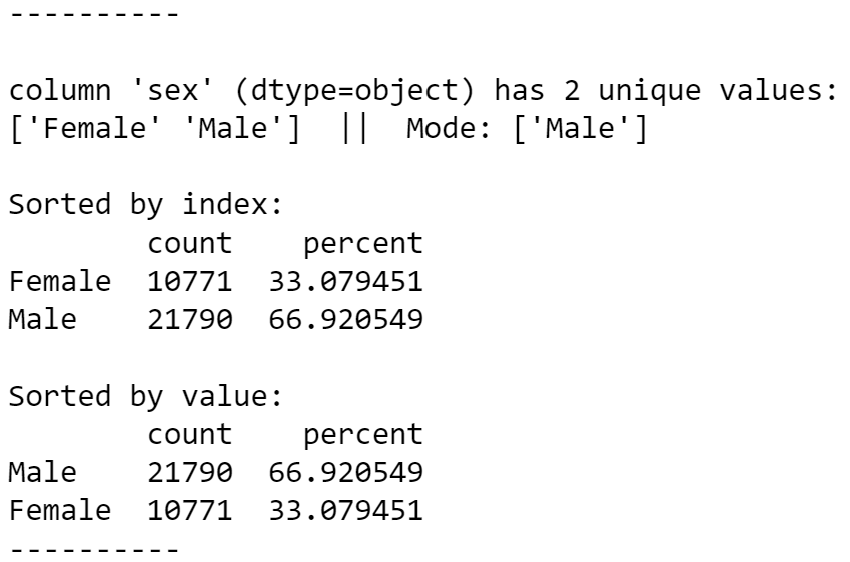 ----------
column 'sex' (dtype=object) has 2 unique values:
['Female' 'Male']  ||  Mode: ['Male']
Sorted by index:
        count    percent
Female  10771  33.079451
Male    21790  66.920549
Sorted by value:
        count    percent
Male    21790  66.920549
Female  10771  33.079451
----------